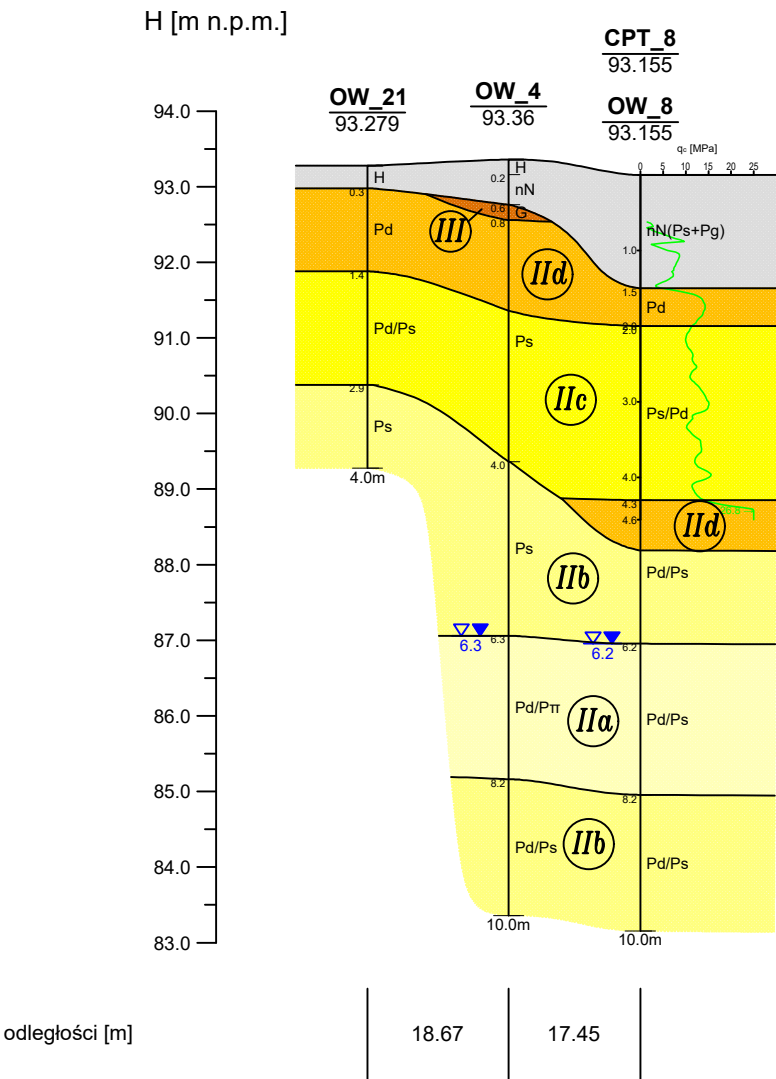 H [m n.p.m.]
CPT_8
93.155
OW_21
93.279
OW_4
93.36
OW_8
93.155
qc [MPa]
0 5 10 15 20 25
94.0
93.0
92.0
91.0
90.0
89.0
88.0
87.0
86.0
85.0
84.0
83.0
H
0.3
Pd
1.4
Pd/Ps
2.9
Ps
4.0m
III
H
0.2
nN
0.6
G
0.8
Ps
4.0
Ps
6.3
6.3
Pd/Pπ
8.2
Pd/Ps
10.0m
IId
IIc
IIb
IIa
IIb
nN(Ps+Pg)
1.0
1.5
Pd
2.0
3.0
Ps/Pd
4.0
4.3
4.6
IId
Pd/Ps
6.2
6.2
Pd/Ps
8.2
Pd/Ps
10.0m
odległości [m]
18.67
17.45